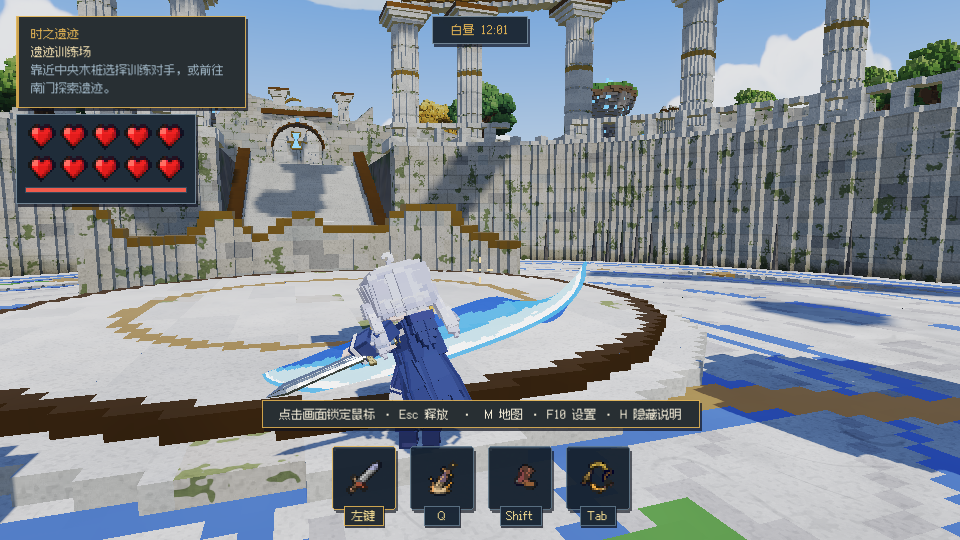 时之遗迹
遗迹训练场
靠近中央木桩选择训练对手，或前往
南门探索遗迹。
白昼 12:01
点击画面锁定鼠标 · Esc 释放 · M 地图 · F10 设置 · H 隐藏说明
左键
Q
Shift
Tab